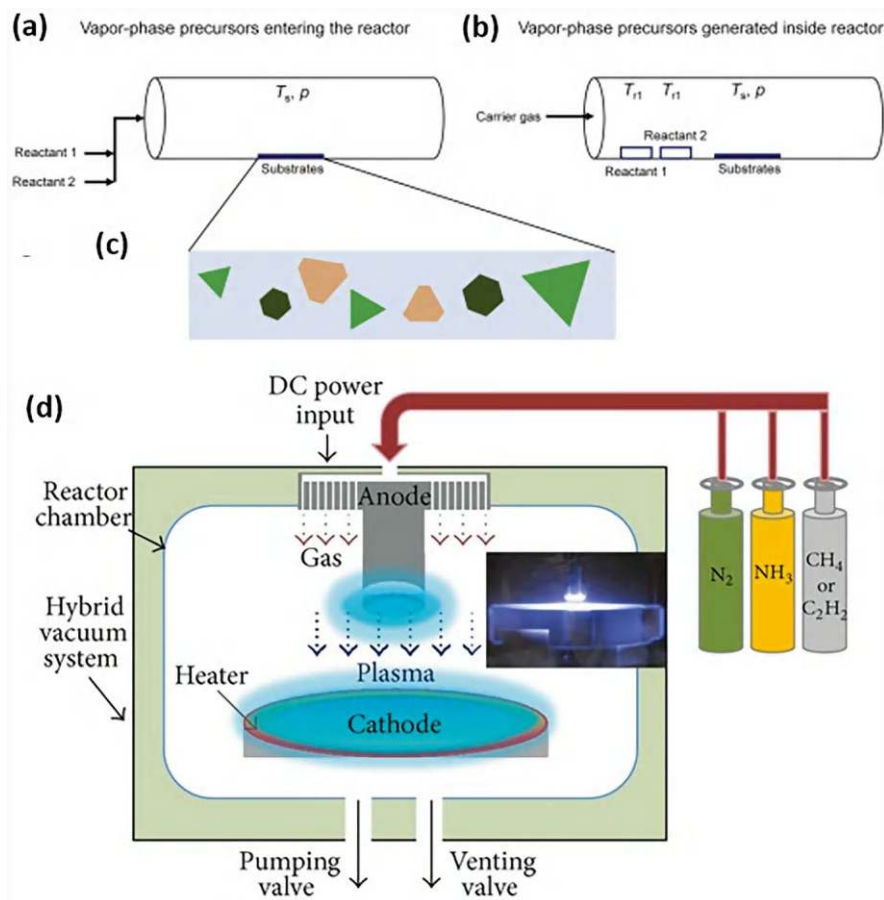 (a) Vapor-phase precursors entering the reactor
Tₛ, p
Reactant 1
Reactant 2
Substrates
(b) Vapor-phase precursors generated inside reactor
Tᵣ₁ Tᵣ₁ Tₛ, p
Carrier gas
Reactant 2
Reactant 1
Substrates
(c)
(d)
DC power
input
Reactor
chamber
Anode
Gas
Hybrid
vacuum
system
Plasma
Heater
Cathode
N₂
NH₃
CH₄
or
C₂H₂
Pumping
valve
Venting
valve